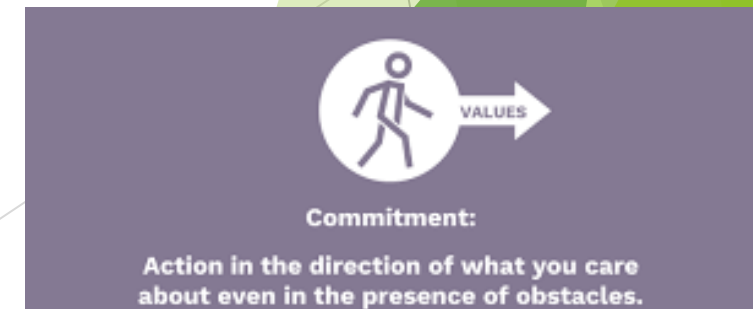 VALUES
Commitment:
Action in the direction of what you care
about even in the presence of obstacles.